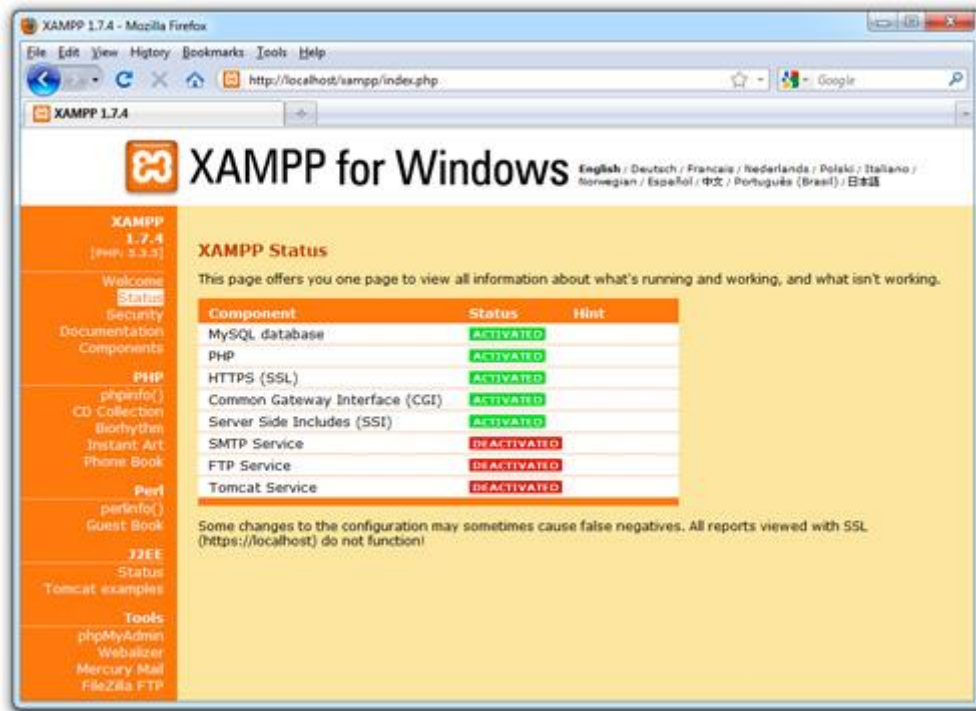 XAMPP 1.7.4 - Mozilla Firefox
File Edit View History Bookmarks Tools Help
http://localhost/xampp/index.php
Google
XAMPP 1.7.4
XAMPP for Windows
English / Deutsch / Francais / Nederlands / Polski / Italiano /
Norwegian / Español / 中文 / Português (Brasil) / 日本語
XAMPP
1.7.4
[PHP: 5.3.5]
Welcome
Status
Security
Documentation
Components
PHP
phpinfo()
CD Collection
Biorhythm
Instant Art
Phone Book
Perl
perlinfo()
Guest Book
J2EE
Status
Tomcat examples
Tools
phpMyAdmin
Webalizer
Mercury Mail
FileZilla FTP
XAMPP Status
This page offers you one page to view all information about what's running and working, and what isn't working.
Component Status Hint
MySQL database ACTIVATED
PHP ACTIVATED
HTTPS (SSL) ACTIVATED
Common Gateway Interface (CGI) ACTIVATED
Server Side Includes (SSI) ACTIVATED
SMTP Service DEACTIVATED
FTP Service DEACTIVATED
Tomcat Service DEACTIVATED
Some changes to the configuration may sometimes cause false negatives. All reports viewed with SSL
(https://localhost) do not function!